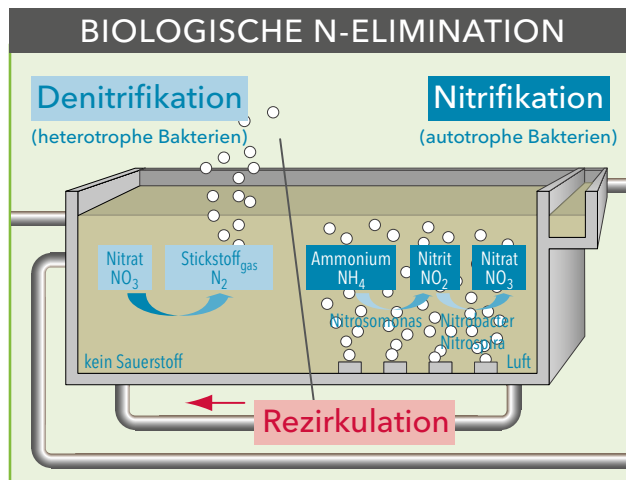 BIOLOGISCHE N-ELIMINATION
Denitrifikation
(heterotrophe Bakterien)
Nitrifikation
(autotrophe Bakterien)
Nitrat
NO3
Stickstoffgas
N2
Ammonium
NH4
Nitrit
NO2
Nitrat
NO3
Nitrosomonas
Nitrobacter
Nitrospira
kein Sauerstoff
Luft
Rezirkulation